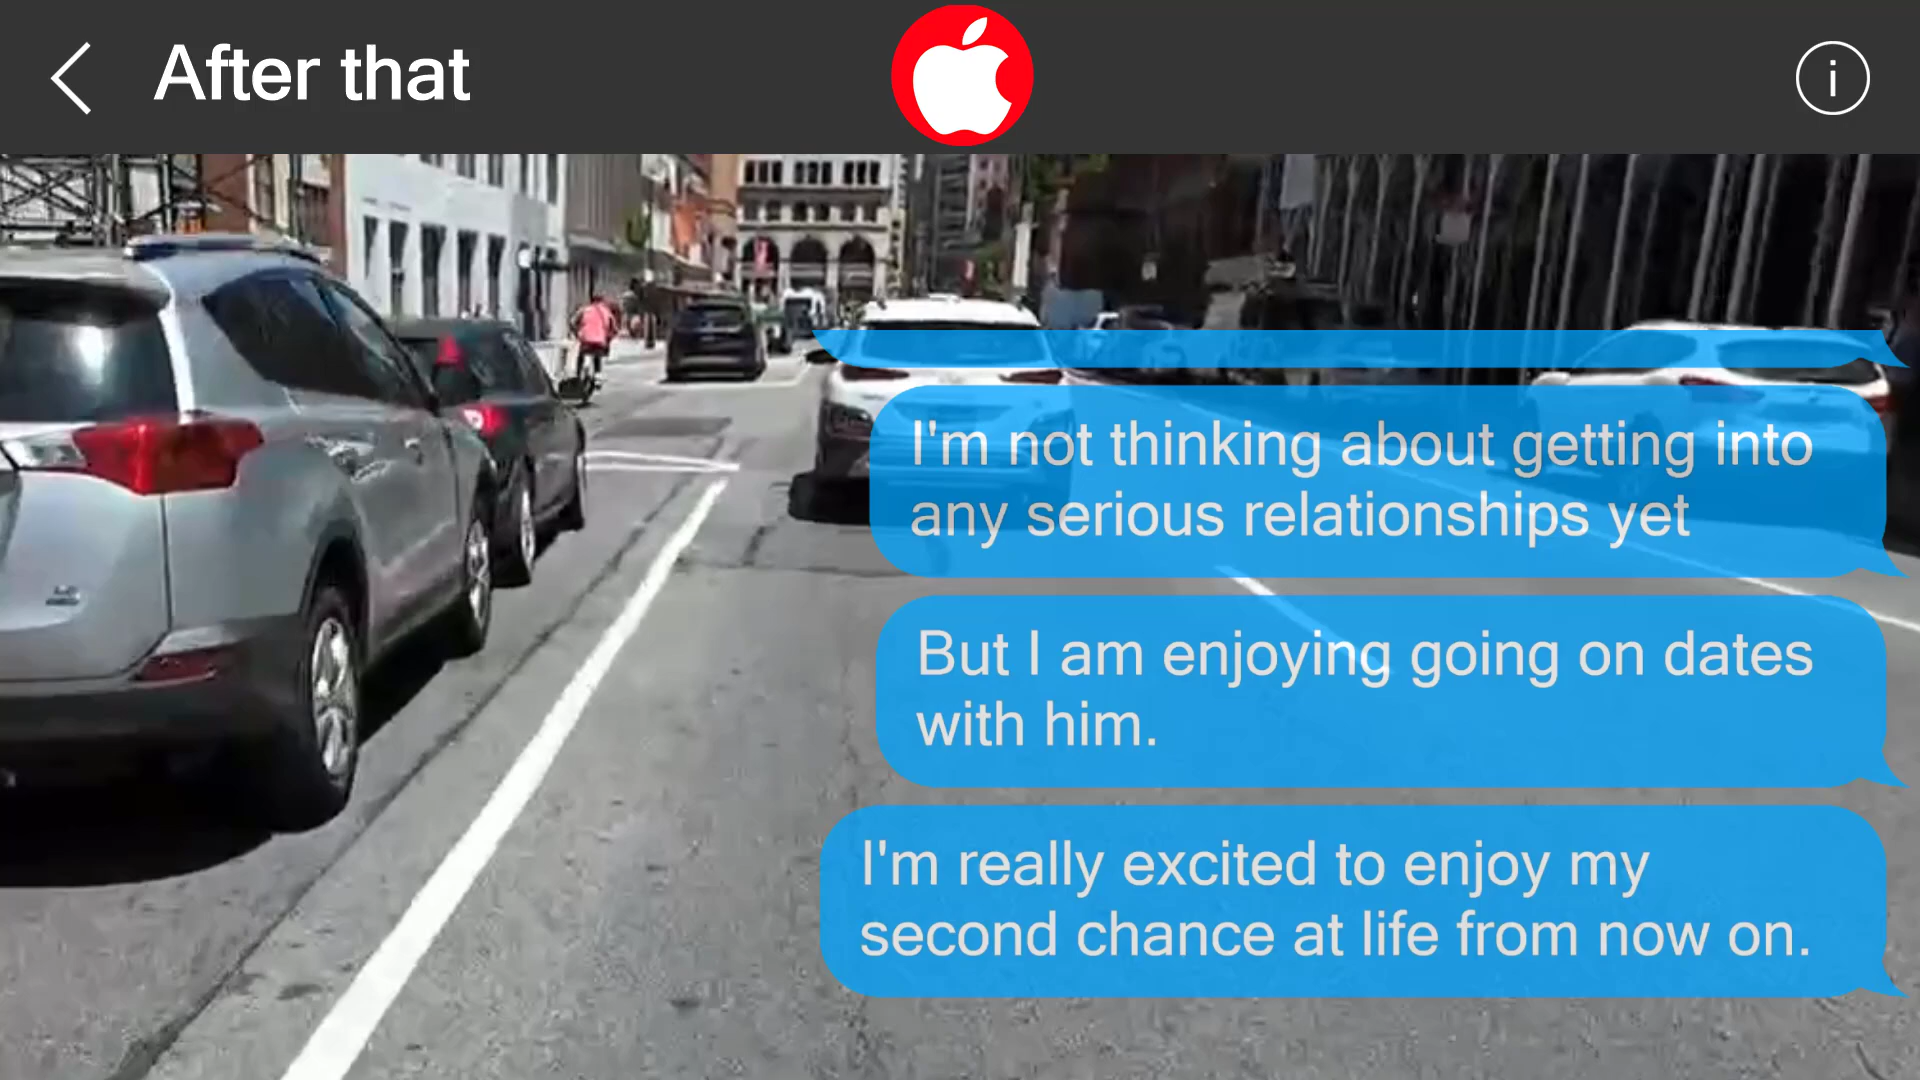 After that
I'm not thinking about getting into
any serious relationships yet
But I am enjoying going on dates
with him.
I'm really excited to enjoy my
second chance at life from now on.